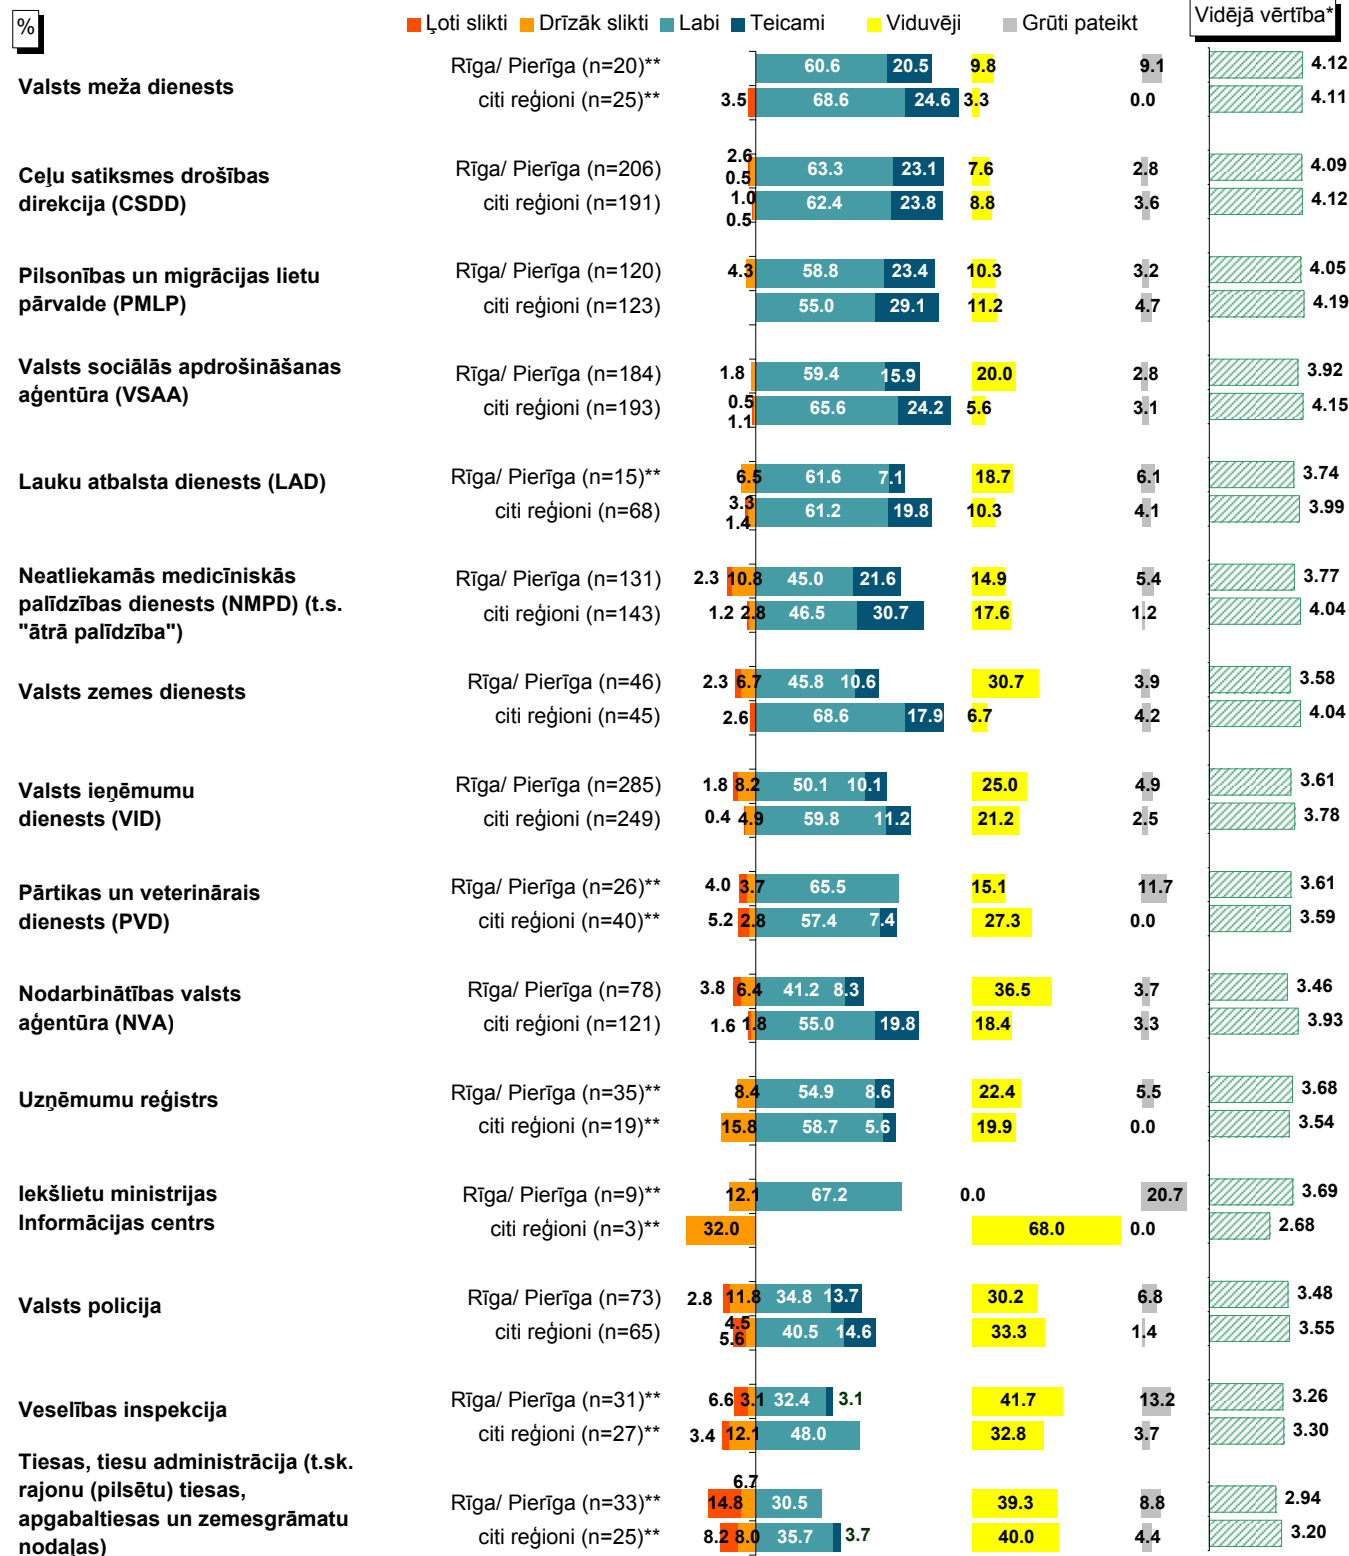 %
Ļoti slikti Drīzāk slikti Labi Teicami Viduvēji Grūti pateikt
Vidējā vērtība*
Valsts meža dienests
Rīga/ Pierīga (n=20)** 60.6 20.5 9.8 9.1 4.12
citi reģioni (n=25)** 3.5 68.6 24.6 3.3 0.0 4.11
Ceļu satiksmes drošības
direkcija (CSDD)
Rīga/ Pierīga (n=206) 2.6 0.5 63.3 23.1 7.6 2.8 4.09
citi reģioni (n=191) 1.0 0.5 62.4 23.8 8.8 3.6 4.12
Pilsonības un migrācijas lietu
pārvalde (PMLP)
Rīga/ Pierīga (n=120) 4.3 58.8 23.4 10.3 3.2 4.05
citi reģioni (n=123) 55.0 29.1 11.2 4.7 4.19
Valsts sociālās apdrošināšanas
aģentūra (VSAA)
Rīga/ Pierīga (n=184) 1.8 59.4 15.9 20.0 2.8 3.92
citi reģioni (n=193) 0.5 1.1 65.6 24.2 5.6 3.1 4.15
Lauku atbalsta dienests (LAD)
Rīga/ Pierīga (n=15)** 6.5 61.6 7.1 18.7 6.1 3.74
citi reģioni (n=68) 3.3 1.4 61.2 19.8 10.3 4.1 3.99
Neatliekamās medicīniskās
palīdzības dienests (NMPD) (t.s.
"ātrā palīdzība")
Rīga/ Pierīga (n=131) 2.3 10.8 45.0 21.6 14.9 5.4 3.77
citi reģioni (n=143) 1.2 2.8 46.5 30.7 17.6 1.2 4.04
Valsts zemes dienests
Rīga/ Pierīga (n=46) 2.3 6.7 45.8 10.6 30.7 3.9 3.58
citi reģioni (n=45) 2.6 68.6 17.9 6.7 4.2 4.04
Valsts ieņēmumu
dienests (VID)
Rīga/ Pierīga (n=285) 1.8 8.2 50.1 10.1 25.0 4.9 3.61
citi reģioni (n=249) 0.4 4.9 59.8 11.2 21.2 2.5 3.78
Pārtikas un veterinārais
dienests (PVD)
Rīga/ Pierīga (n=26)** 4.0 3.7 65.5 15.1 11.7 3.61
citi reģioni (n=40)** 5.2 2.8 57.4 7.4 27.3 0.0 3.59
Nodarbinātības valsts
aģentūra (NVA)
Rīga/ Pierīga (n=78) 3.8 6.4 41.2 8.3 36.5 3.7 3.46
citi reģioni (n=121) 1.6 1.8 55.0 19.8 18.4 3.3 3.93
Uzņēmumu reģistrs
Rīga/ Pierīga (n=35)** 8.4 54.9 8.6 22.4 5.5 3.68
citi reģioni (n=19)** 15.8 58.7 5.6 19.9 0.0 3.54
Iekšlietu ministrijas
Informācijas centrs
Rīga/ Pierīga (n=9)** 12.1 67.2 0.0 20.7 3.69
citi reģioni (n=3)** 32.0 68.0 0.0 2.68
Valsts policija
Rīga/ Pierīga (n=73) 2.8 11.8 34.8 13.7 30.2 6.8 3.48
citi reģioni (n=65) 4.5 5.6 40.5 14.6 33.3 1.4 3.55
Veselības inspekcija
Rīga/ Pierīga (n=31)** 6.6 3.1 32.4 3.1 41.7 13.2 3.26
citi reģioni (n=27)** 3.4 12.1 48.0 32.8 3.7 3.30
Tiesas, tiesu administrācija (t.sk.
rajonu (pilsētu) tiesas,
apgabaltiesas un zemesgrāmatu
nodaļas)
Rīga/ Pierīga (n=33)** 14.8 6.7 30.5 39.3 8.8 2.94
citi reģioni (n=25)** 8.2 8.0 35.7 3.7 40.0 4.4 3.20